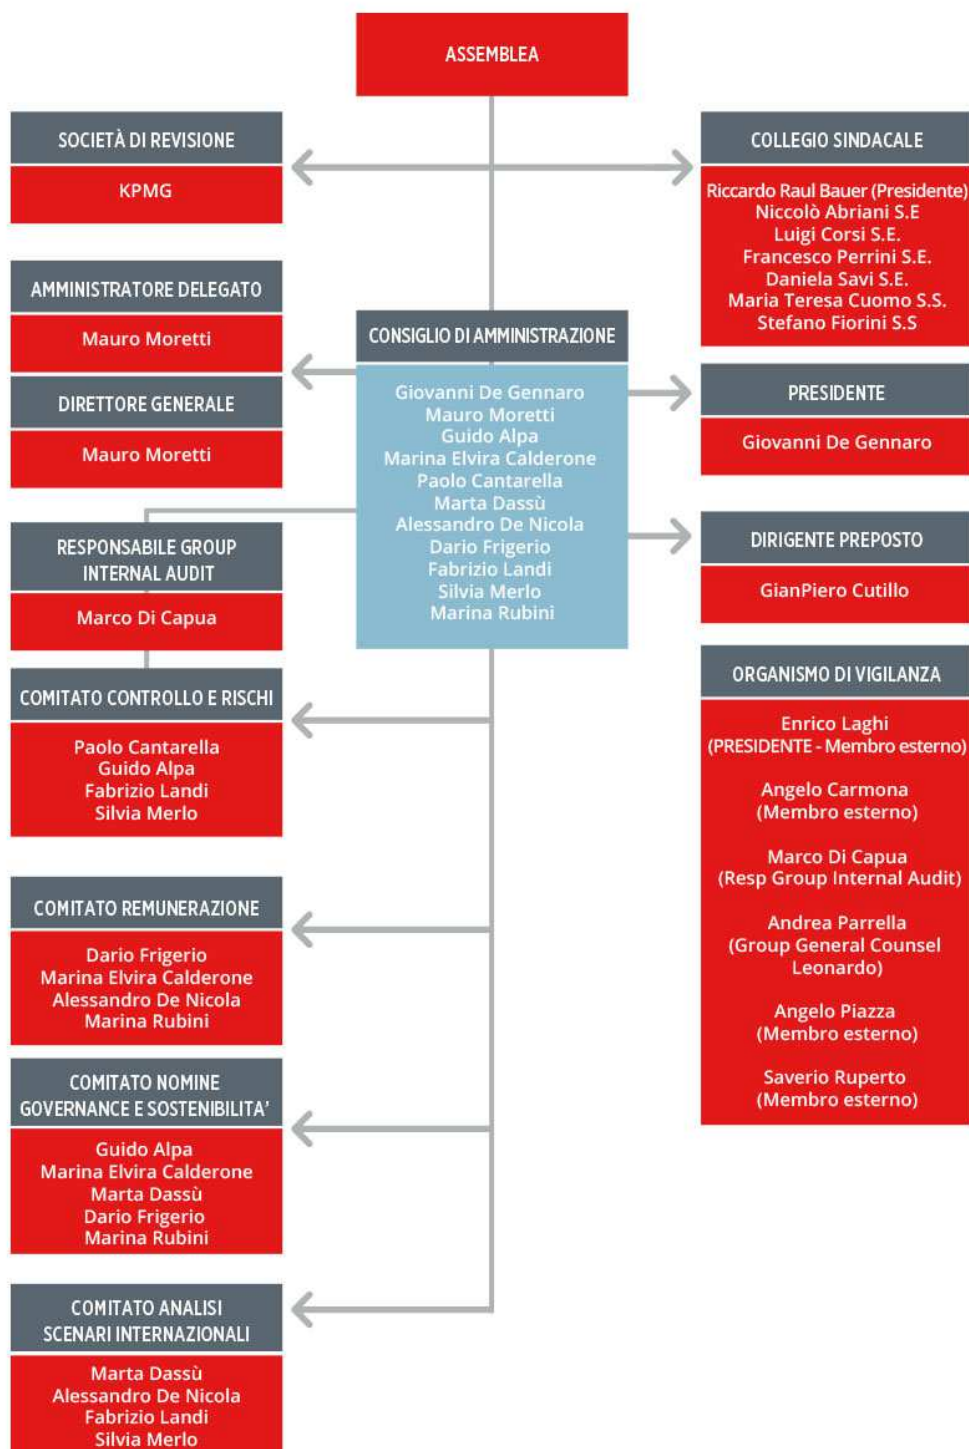 ASSEMBLEA
SOCIETÀ DI REVISIONE
KPMG
COLLEGIO SINDACALE
Riccardo Raul Bauer (Presidente)
Niccolò Abriani S.E
Luigi Corsi S.E.
Francesco Perrini S.E.
Daniela Savi S.E.
Maria Teresa Cuomo S.S.
Stefano Fiorini S.S
AMMINISTRATORE DELEGATO
Mauro Moretti
DIRETTORE GENERALE
Mauro Moretti
CONSIGLIO DI AMMINISTRAZIONE
Giovanni De Gennaro
Mauro Moretti
Guido Alpa
Marina Elvira Calderone
Paolo Cantarella
Marta Dassù
Alessandro De Nicola
Dario Frigerio
Fabrizio Landi
Silvia Merlo
Marina Rubini
PRESIDENTE
Giovanni De Gennaro
RESPONSABILE GROUP
INTERNAL AUDIT
Marco Di Capua
DIRIGENTE PREPOSTO
GianPiero Cutillo
COMITATO CONTROLLO E RISCHI
Paolo Cantarella
Guido Alpa
Fabrizio Landi
Silvia Merlo
ORGANISMO DI VIGILANZA
Enrico Laghi
(PRESIDENTE - Membro esterno)
Angelo Carmona
(Membro esterno)
Marco Di Capua
(Resp Group Internal Audit)
Andrea Parrella
(Group General Counsel
Leonardo)
Angelo Piazza
(Membro esterno)
Saverio Ruperto
(Membro esterno)
COMITATO REMUNERAZIONE
Dario Frigerio
Marina Elvira Calderone
Alessandro De Nicola
Marina Rubini
COMITATO NOMINE
GOVERNANCE E SOSTENIBILITA'
Guido Alpa
Marina Elvira Calderone
Marta Dassù
Dario Frigerio
Marina Rubini
COMITATO ANALISI
SCENARI INTERNAZIONALI
Marta Dassù
Alessandro De Nicola
Fabrizio Landi
Silvia Merlo